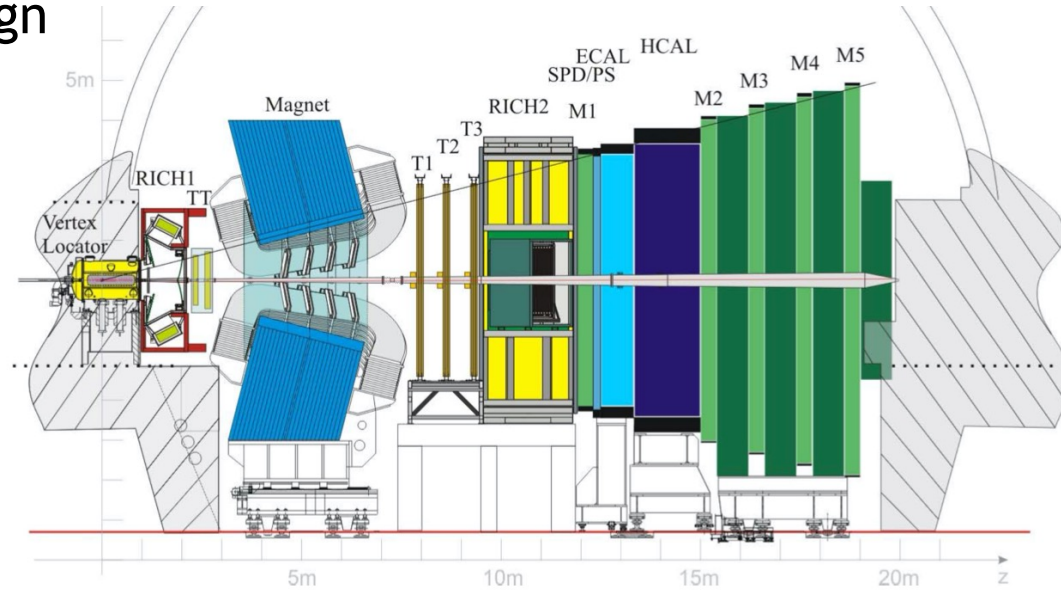 gn
5m
Magnet
RICH1
TT
Vertex
Locator
T1
T2
T3
RICH2
M1
SPD/PS
ECAL
HCAL
M2
M3
M4
M5
5m
10m
15m
20m
z